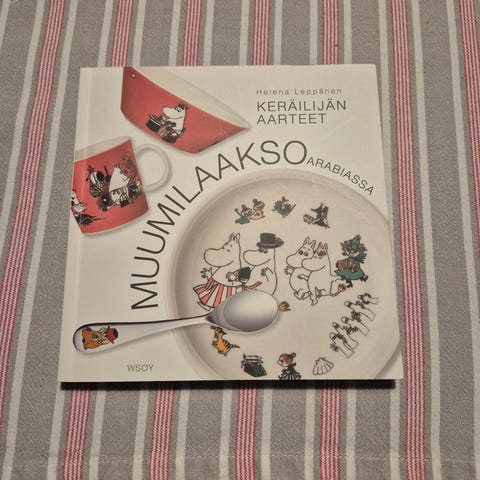 Helena Leppänen
KERÄILIJÄN
AARTEET
MUUMILAAKSO ARABIASSA
WSOY